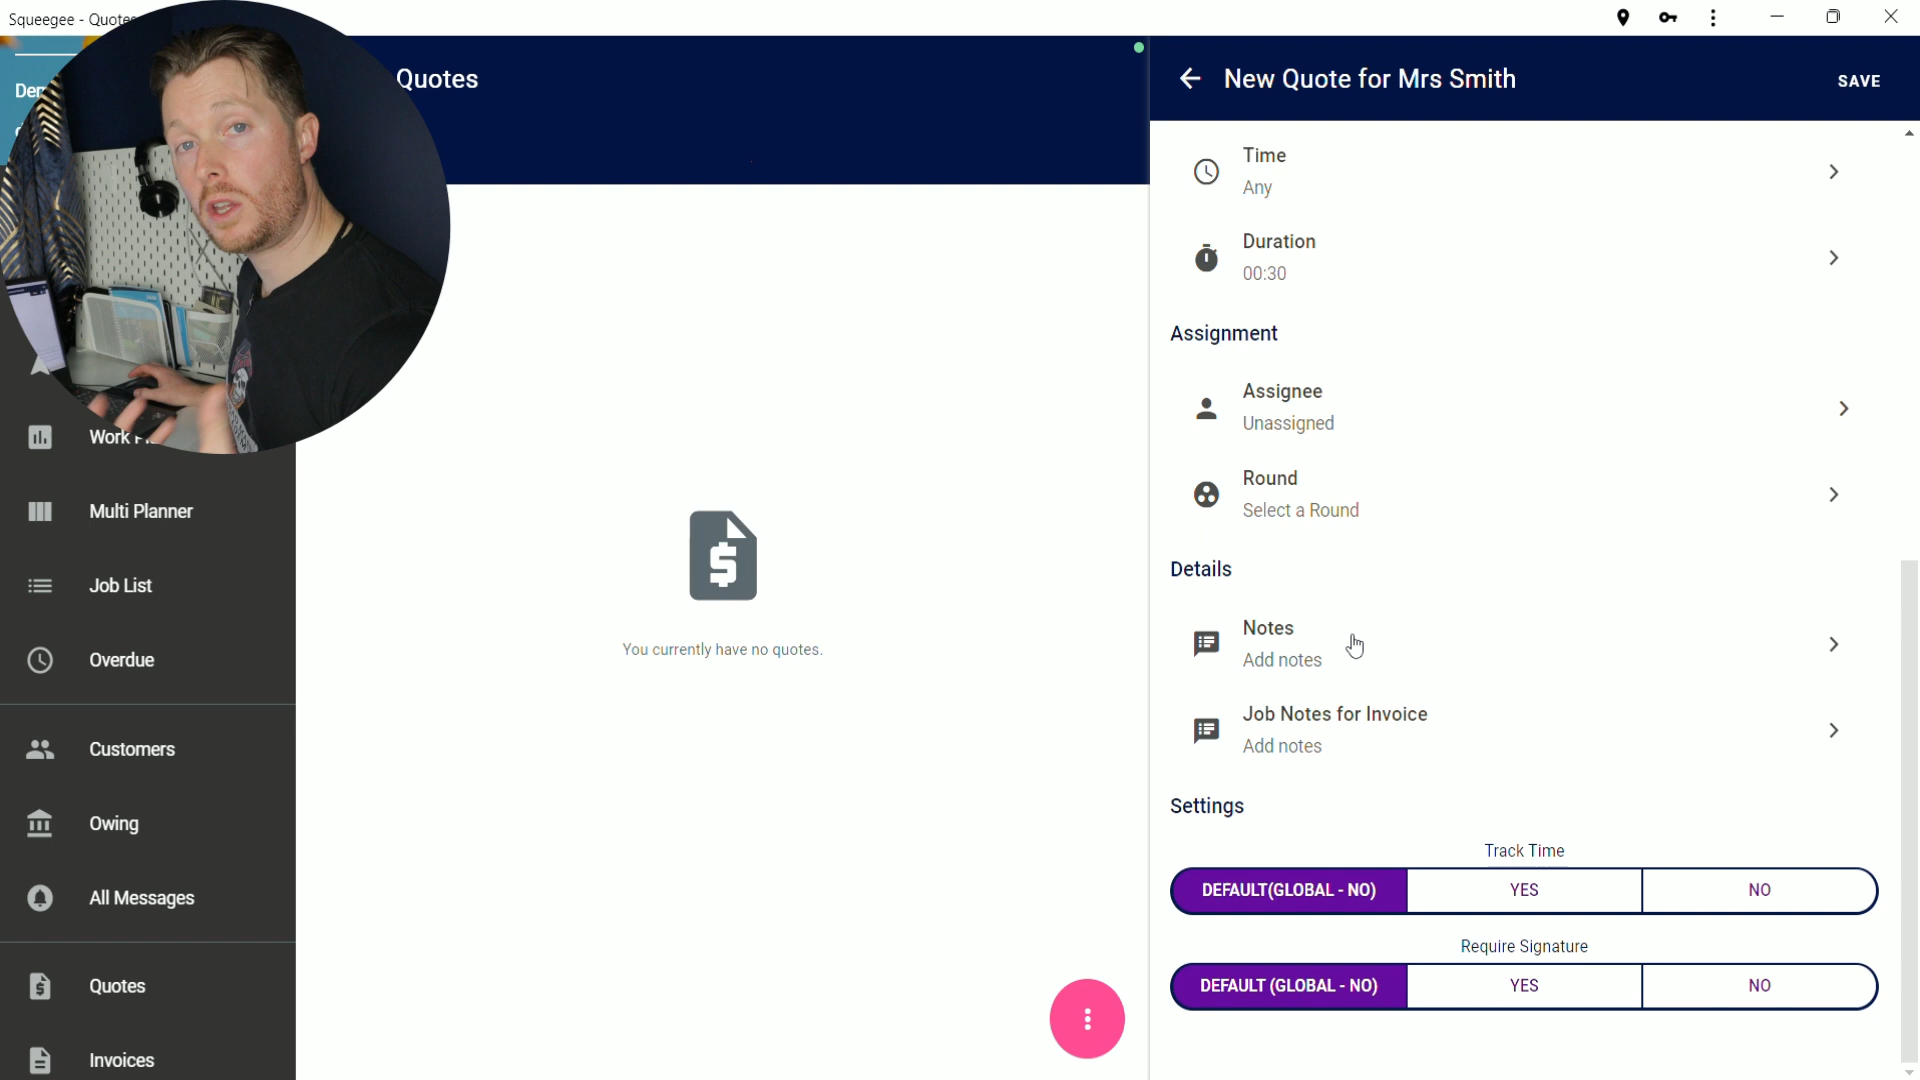 Squeegee - Quotes
Quotes
New Quote for Mrs Smith
SAVE
Time
Any
Duration
00:30
Assignment
Assignee
Unassigned
Round
Select a Round
Details
Notes
Add notes
Job Notes for Invoice
Add notes
Settings
Track Time
DEFAULT(GLOBAL - NO)
YES
NO
Require Signature
DEFAULT (GLOBAL - NO)
YES
NO
You currently have no quotes.
Work
Multi Planner
Job List
Overdue
Customers
Owing
All Messages
Quotes
Invoices